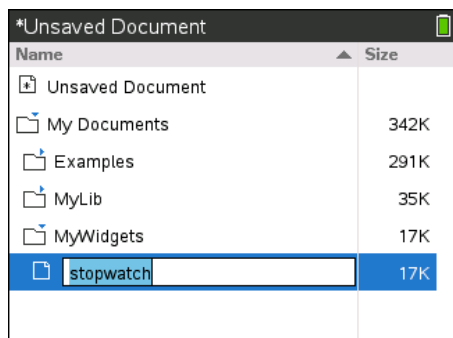 *Unsaved Document
Name Size
Unsaved Document
My Documents 342K
Examples 291K
MyLib 35K
MyWidgets 17K
stopwatch 17K